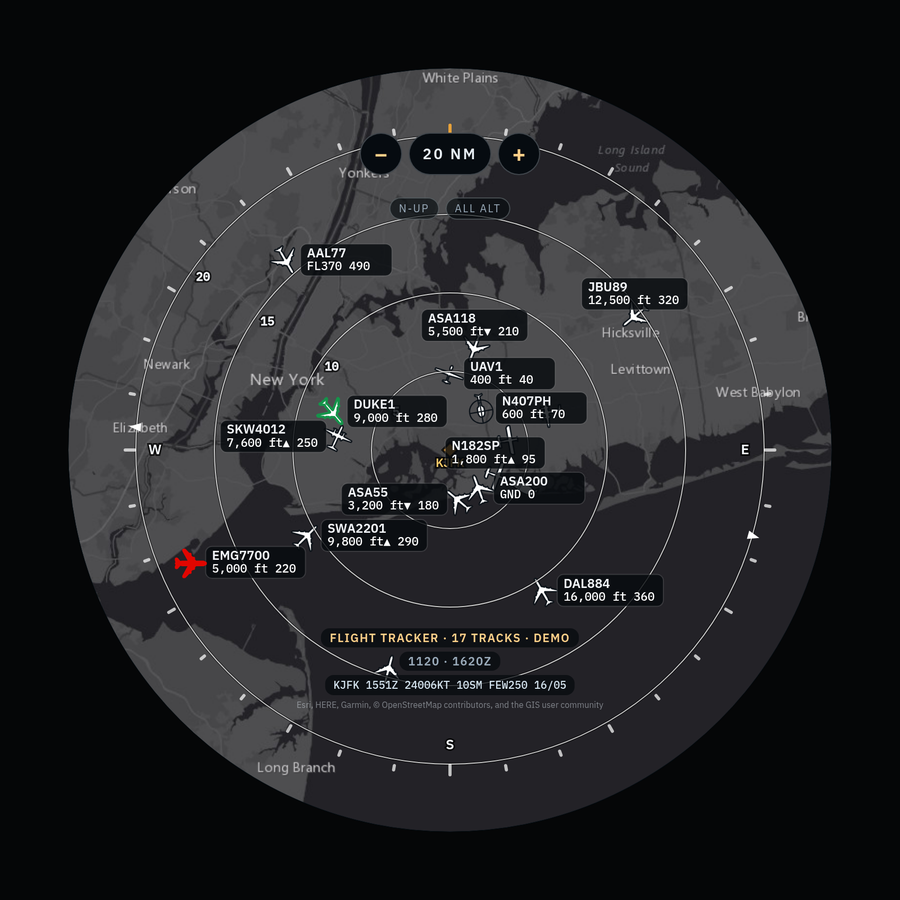 White Plains
Long Island
Sound
− 20 NM +
Yonkers
son
N-UP ALL ALT
AAL77
FL370 490
20
JBU89
12,500 ft 320
15
ASA118
5,500 ft▾ 210
Hicksville
10
Newark
New York
UAV1
400 ft 40
Levittown
West Babylon
DUKE1
9,000 ft 280
N407PH
600 ft 70
Elizabeth
SKW4012
7,600 ft▴ 250
W
N182SP
1,800 ft▴ 95
E
ASA200
GND 0
ASA55
3,200 ft▾ 180
SWA2201
9,800 ft▴ 290
EMG7700
5,000 ft 220
DAL884
16,000 ft 360
FLIGHT TRACKER · 17 TRACKS · DEMO
1120 · 1620Z
KJFK 1551Z 24006KT 10SM FEW250 16/05
Esri, HERE, Garmin, © OpenStreetMap contributors, and the GIS user community
S
Long Branch